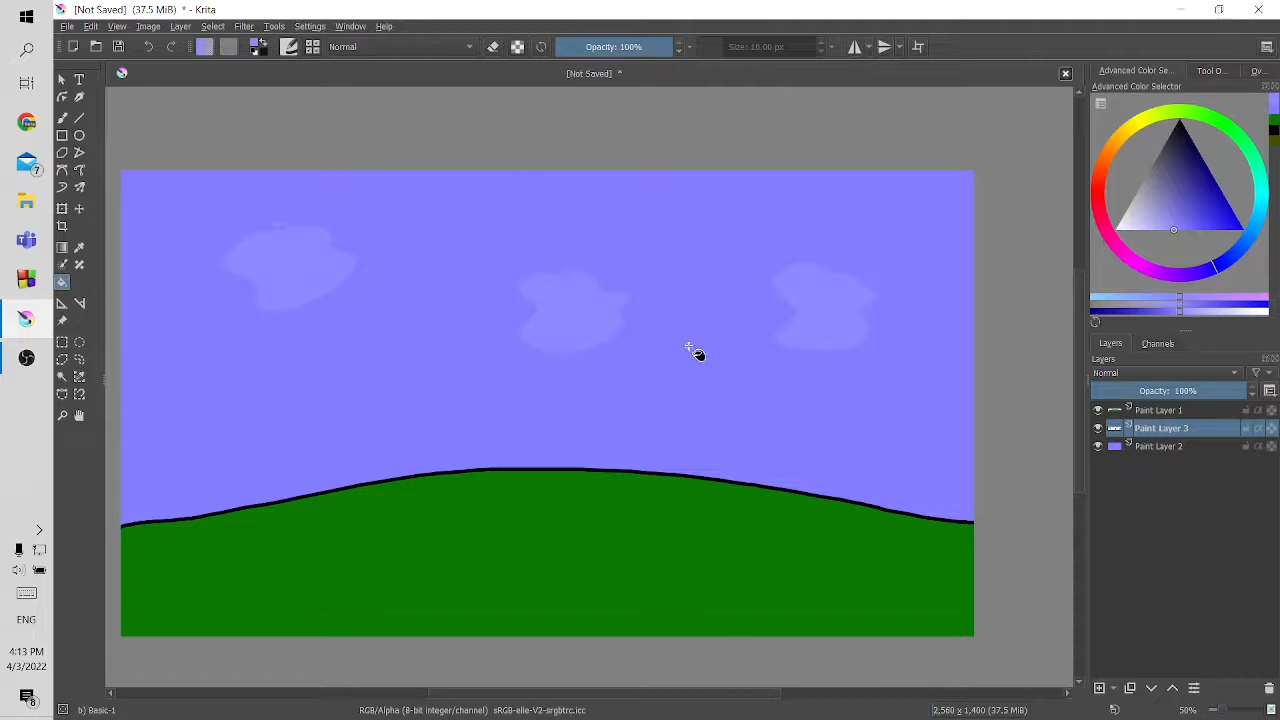 [Not Saved] (37.5 MiB) * - Krita
File Edit View Image Layer Select Filter Tools Settings Window Help
Normal
Opacity: 100%
Size: 10.00 px
[Not Saved] *
Advanced Color Se...
Tool O...
Ov...
Advanced Color Selector
Layers
Channels
Layers
Normal
Opacity: 100%
Paint Layer 1
Paint Layer 3
Paint Layer 2
7
ENG
4:13 PM
4/3/2022
8
b) Basic-1
RGB/Alpha (8-bit integer/channel) sRGB-elle-V2-srgbtrc.icc
2,560 x 1,400 (37.5 MiB)
50%